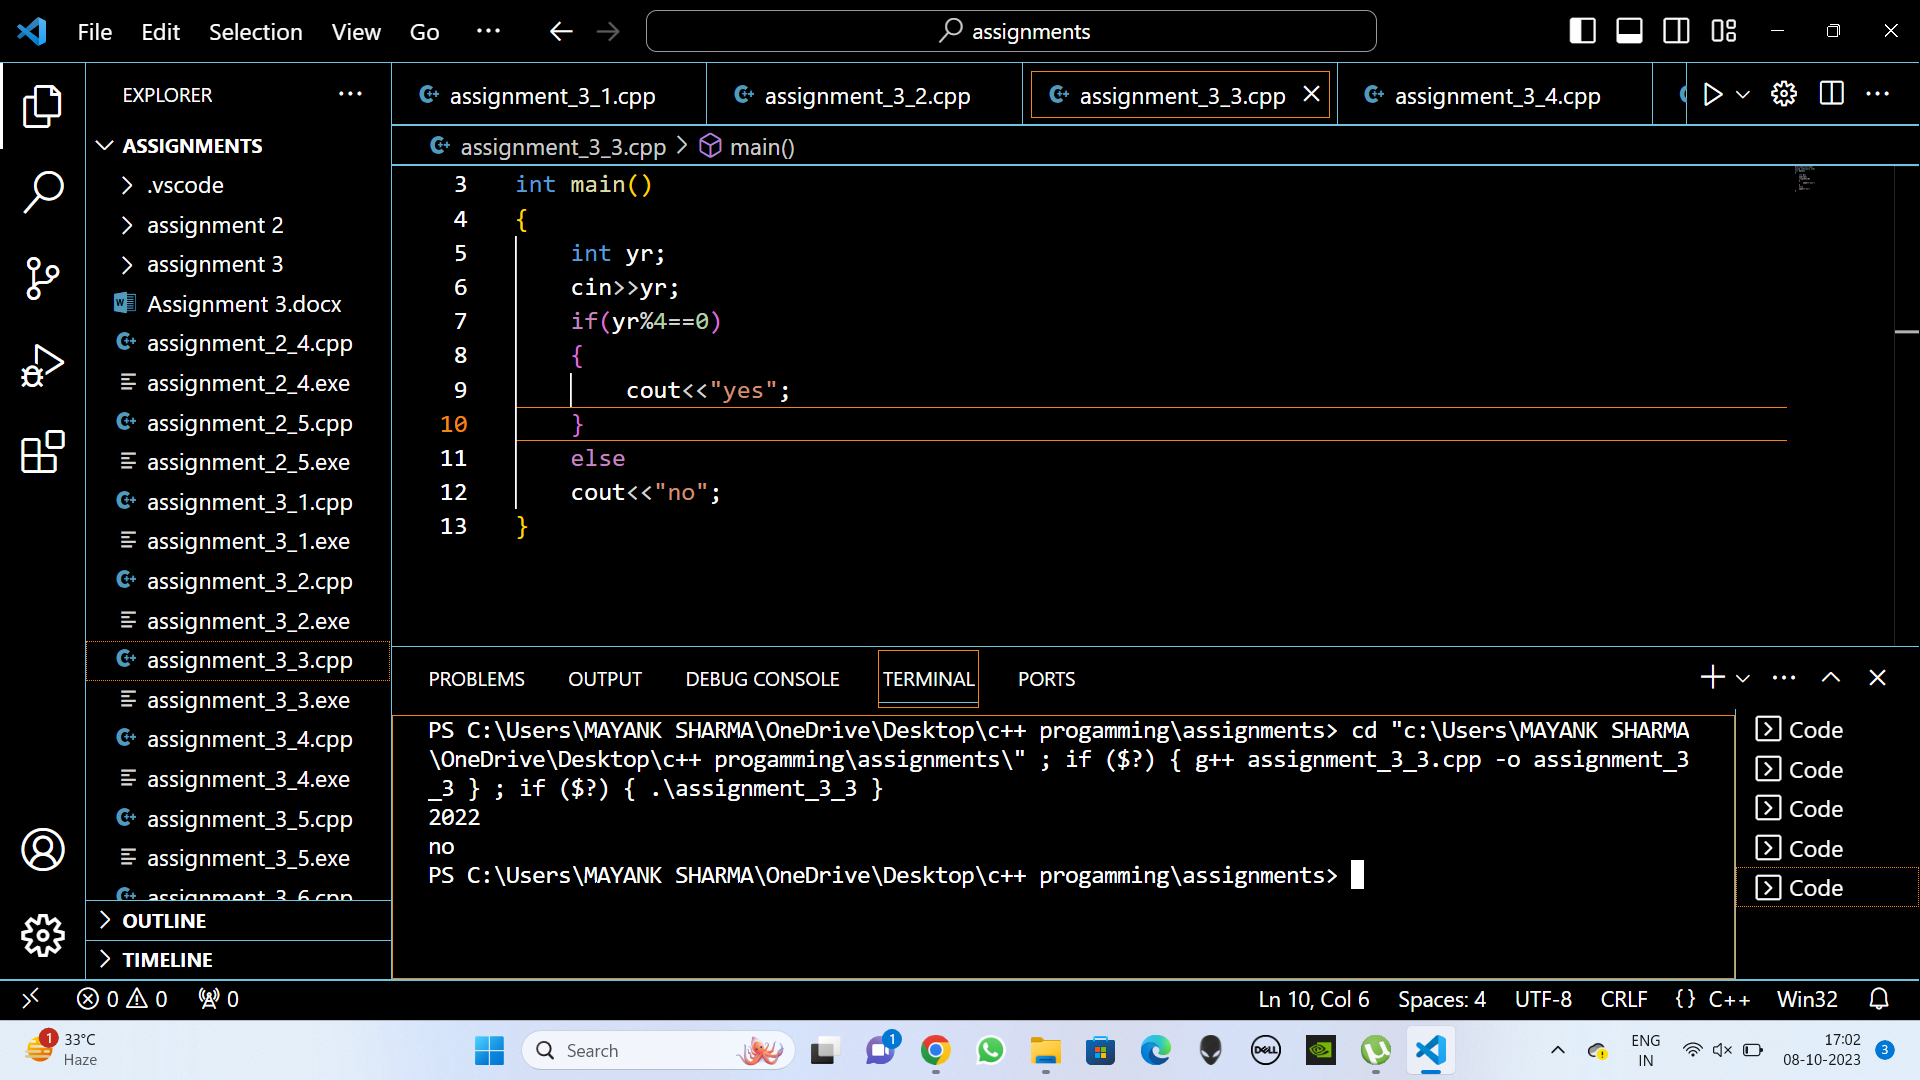 File Edit Selection View Go ··· assignments
EXPLORER ···
ASSIGNMENTS
.vscode
assignment 2
assignment 3
Assignment 3.docx
assignment_2_4.cpp
assignment_2_4.exe
assignment_2_5.cpp
assignment_2_5.exe
assignment_3_1.cpp
assignment_3_1.exe
assignment_3_2.cpp
assignment_3_2.exe
assignment_3_3.cpp
assignment_3_3.exe
assignment_3_4.cpp
assignment_3_4.exe
assignment_3_5.cpp
assignment_3_5.exe
assignment_3_6.cpp
OUTLINE
TIMELINE
assignment_3_1.cpp assignment_3_2.cpp assignment_3_3.cpp assignment_3_4.cpp
assignment_3_3.cpp > main()
3 int main()
4 {
5 int yr;
6 cin>>yr;
7 if(yr%4==0)
8 {
9 cout<<"yes";
10 }
11 else
12 cout<<"no";
13 }
PROBLEMS OUTPUT DEBUG CONSOLE TERMINAL PORTS
PS C:\Users\MAYANK SHARMA\OneDrive\Desktop\c++ progamming\assignments> cd "c:\Users\MAYANK SHARMA
\OneDrive\Desktop\c++ progamming\assignments\" ; if ($?) { g++ assignment_3_3.cpp -o assignment_3
_3 } ; if ($?) { .\assignment_3_3 }
2022
no
PS C:\Users\MAYANK SHARMA\OneDrive\Desktop\c++ progamming\assignments>
Code
Code
Code
Code
Code
0 0 0 Ln 10, Col 6 Spaces: 4 UTF-8 CRLF {} C++ Win32
1 33°C
Haze
Search
1
DELL
ENG
IN
17:02
08-10-2023
3